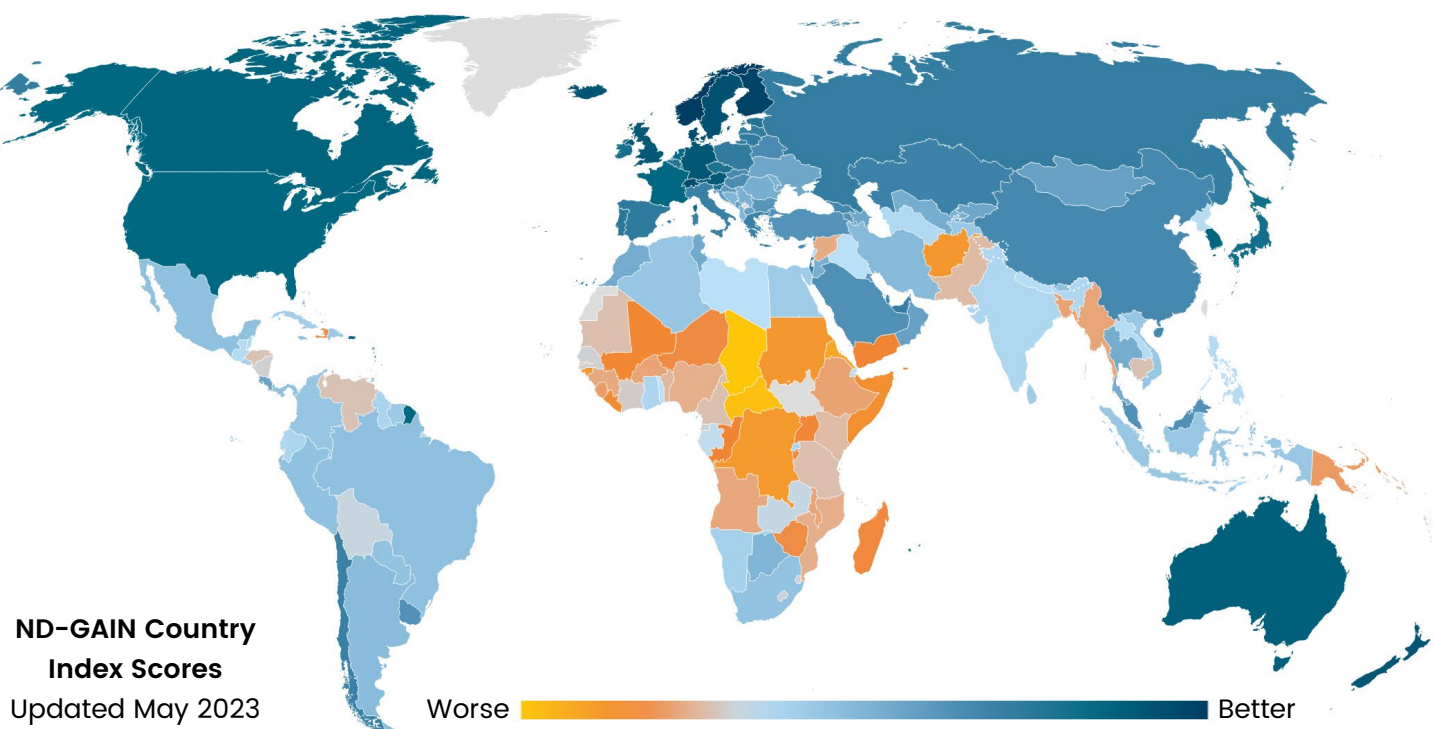 ND-GAIN Country
Index Scores
Updated May 2023
Worse
Better